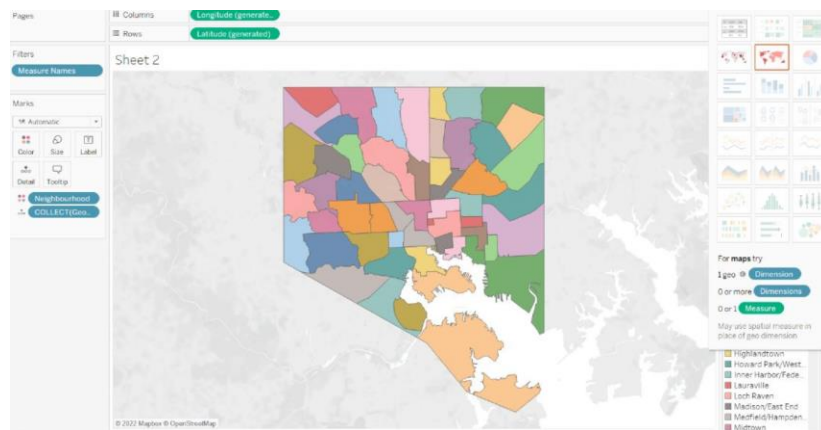 Pages
Columns
Longitude (generate..
Rows
Latitude (generated)
Filters
Measure Names
Sheet 2
Marks
Automatic
Color
Size
Label
Detail
Tooltip
Neighbourhood
COLLECT(Geo..
For maps try
1 geo Dimension
0 or more Dimensions
0 or 1 Measure
May use spatial measure in
place of geo dimension.
Highlandtown
Howard Park/West..
Inner Harbor/Fede..
Lauraville
Loch Raven
Madison/East End
Medfield/Hampden..
Midtown
© 2022 Mapbox © OpenStreetMap